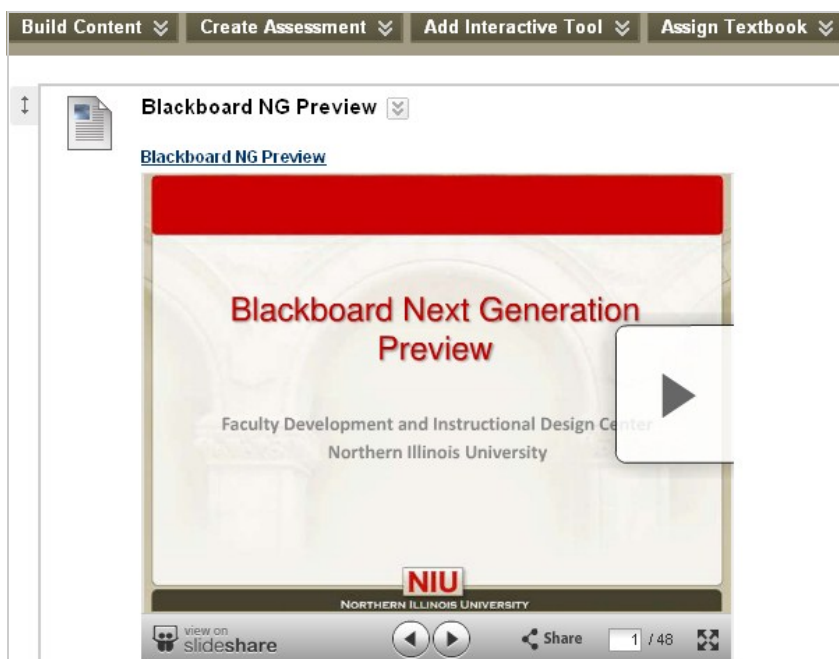 Build Content Create Assessment Add Interactive Tool Assign Textbook
Blackboard NG Preview
Blackboard NG Preview
Blackboard Next Generation
Preview
Faculty Development and Instructional Design Center
Northern Illinois University
NIU
NORTHERN ILLINOIS UNIVERSITY
view on
slideshare
Share 1 / 48